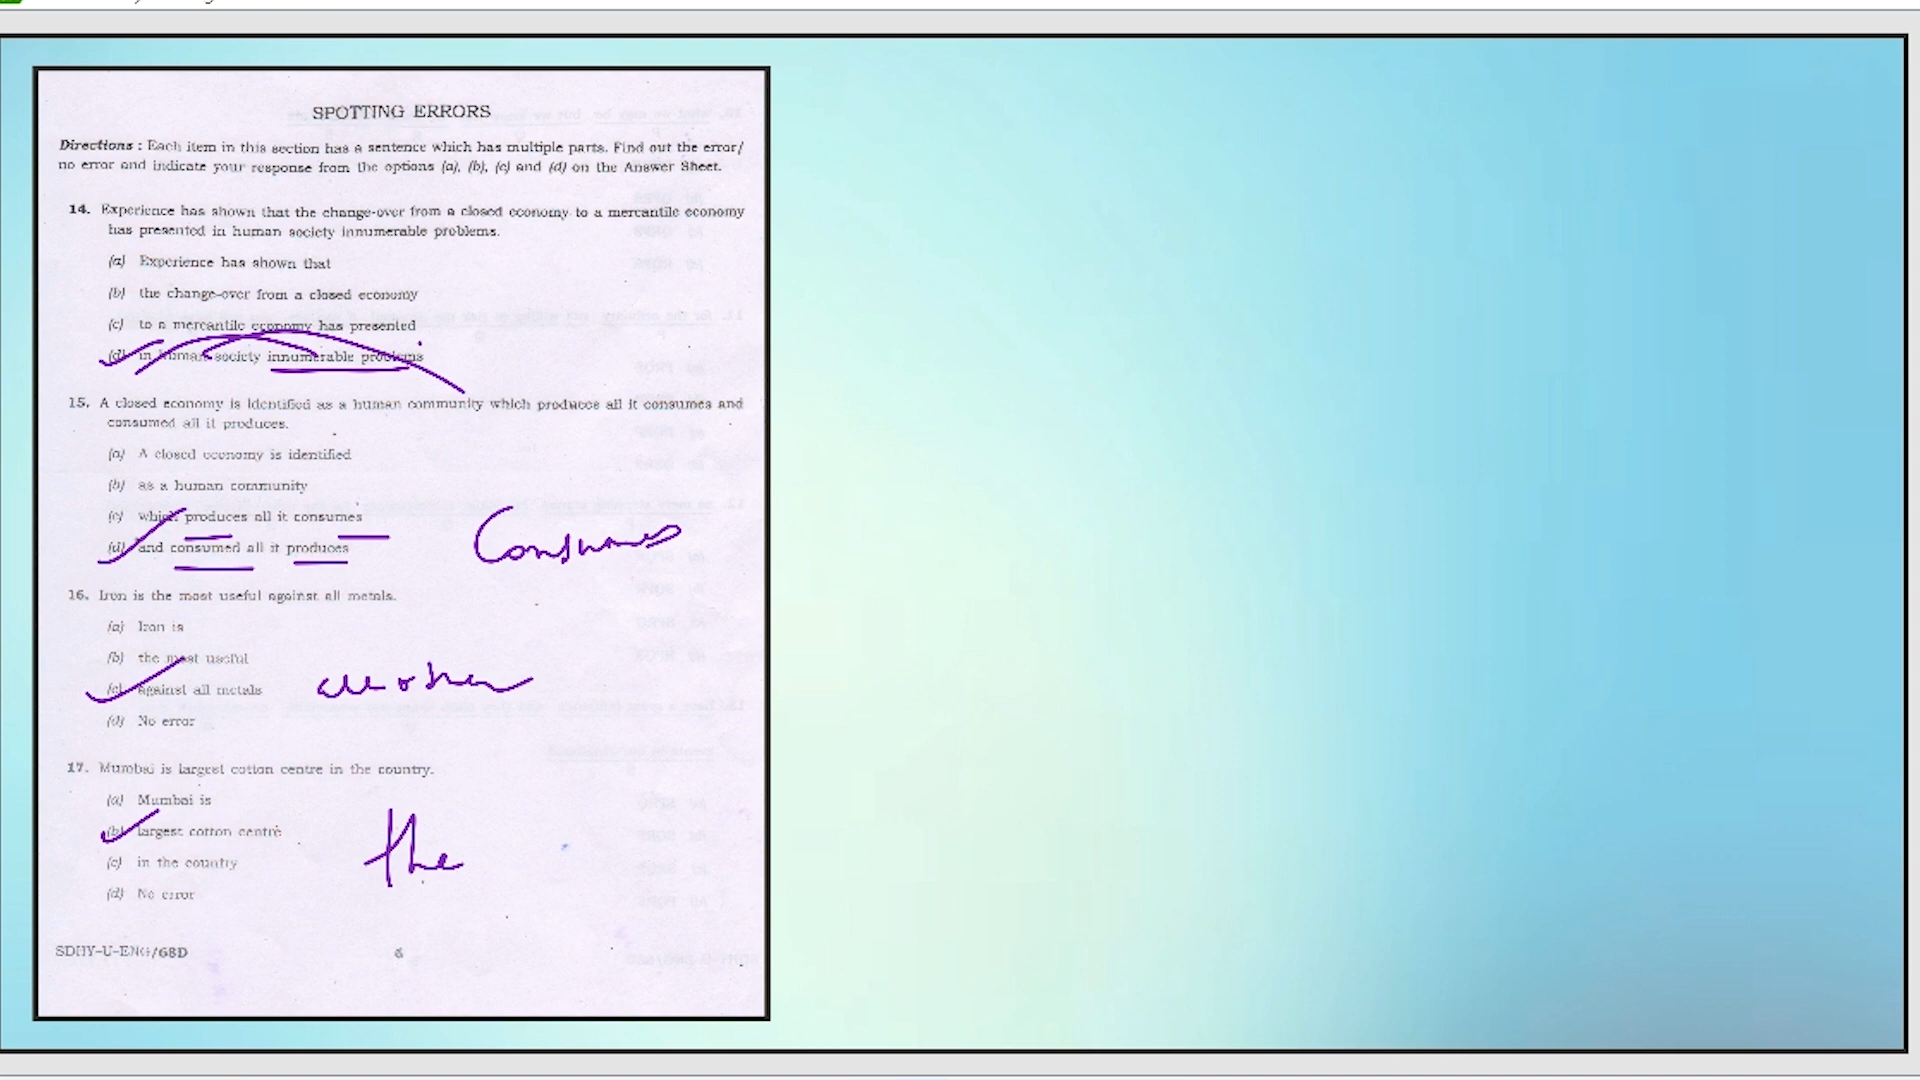 SPOTTING ERRORS
Directions : Each item in this section has a sentence which has multiple parts. Find out the error/
no error and indicate your response from the options (a), (b), (c) and (d) on the Answer Sheet.
14. Experience has shown that the change-over from a closed economy to a mercantile economy
has presented in human society innumerable problems.
(a) Experience has shown that
(b) the change-over from a closed economy
(c) to a mercantile economy has presented
(d) in human society innumerable problems
15. A closed economy is identified as a human community which produces all it consumes and
consumed all it produces.
(a) A closed economy is identified
(b) as a human community
(c) which produces all it consumes
(d) and consumed all it produces
Consumes
16. Iron is the most useful against all metals.
(a) Iron is
(b) the most useful
(c) against all metals
(d) No error
17. Mumbai is largest cotton centre in the country.
(a) Mumbai is
(b) largest cotton centre
the
(c) in the country
(d) No error
SDHY-U-ENG/68D
6